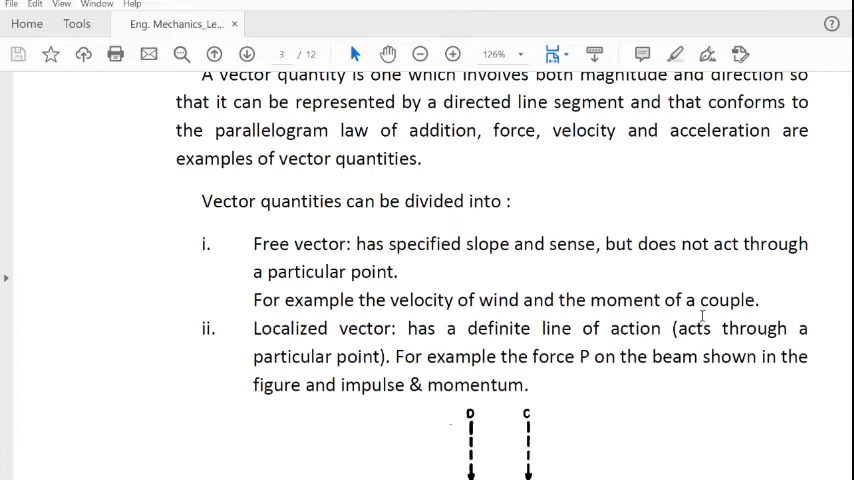 File Edit View Window Help
Home Tools Eng. Mechanics_Le... ×
3 / 12 126%
A vector quantity is one which involves both magnitude and direction so
that it can be represented by a directed line segment and that conforms to
the parallelogram law of addition, force, velocity and acceleration are
examples of vector quantities.
Vector quantities can be divided into :
i. Free vector: has specified slope and sense, but does not act through
a particular point.
For example the velocity of wind and the moment of a couple.
ii. Localized vector: has a definite line of action (acts through a
particular point). For example the force P on the beam shown in the
figure and impulse & momentum.
D C